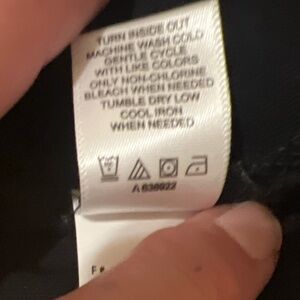 TURN INSIDE OUT
MACHINE WASH COLD
GENTLE CYCLE
WITH LIKE COLORS
ONLY NON-CHLORINE
BLEACH WHEN NEEDED
TUMBLE DRY LOW
COOL IRON
WHEN NEEDED
A 638922
F#